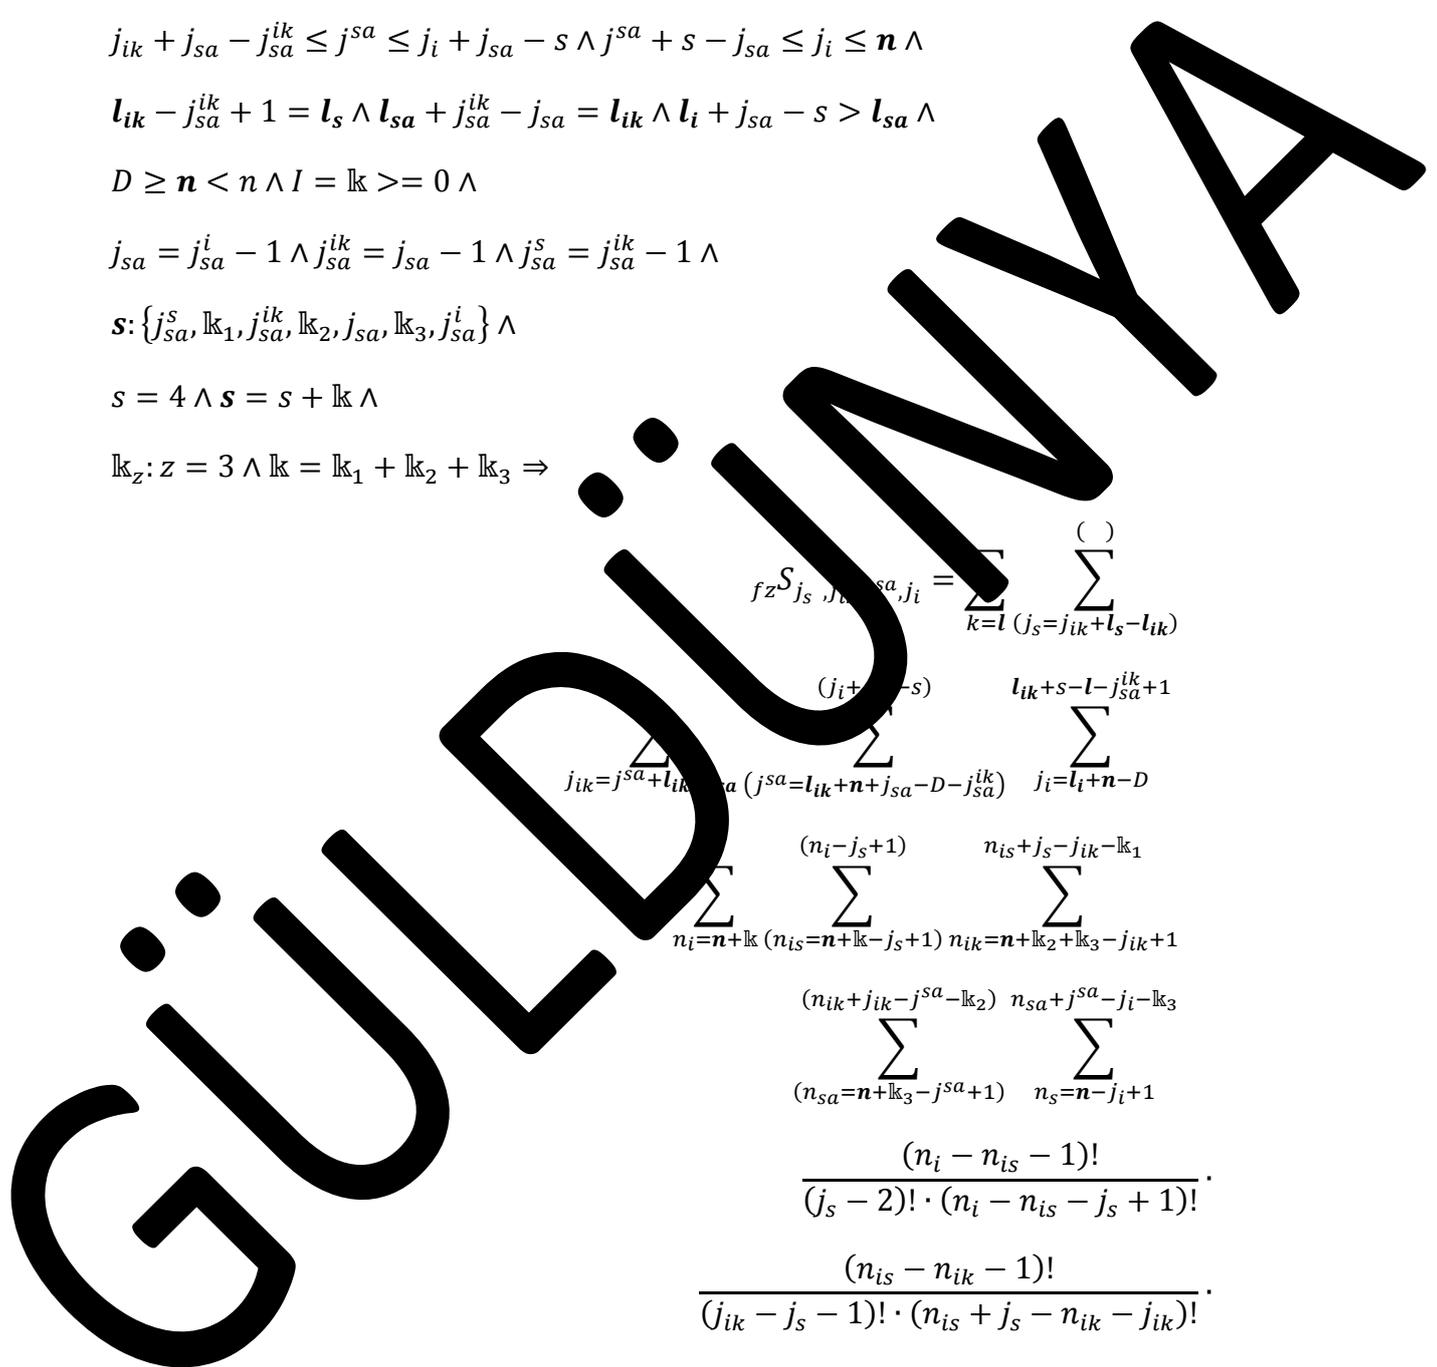 j_{ik} + j_{sa} − j_{sa}^{ik} ≤ j^{sa} ≤ j_i + j_{sa} − s ∧ j^{sa} + s − j_{sa} ≤ j_i ≤ n ∧
l_{ik} − j_{sa}^{ik} + 1 = l_s ∧ l_{sa} + j_{sa}^{ik} − j_{sa} = l_{ik} ∧ l_i + j_{sa} − s > l_{sa} ∧
D ≥ n < n ∧ I = 𝕜 >= 0 ∧
j_{sa} = j_{sa}^i − 1 ∧ j_{sa}^{ik} = j_{sa} − 1 ∧ j_{sa}^s = j_{sa}^{ik} − 1 ∧
s: {j_{sa}^s, 𝕜_1, j_{sa}^{ik}, 𝕜_2, j_{sa}, 𝕜_3, j_{sa}^i} ∧
s = 4 ∧ s = s + 𝕜 ∧
𝕜_z: z = 3 ∧ 𝕜 = 𝕜_1 + 𝕜_2 + 𝕜_3 ⇒
( )
_{fz}S_{j_s ,j_{i sa},j_i} = ∑ ∑
k=l (j_s=j_{ik}+l_s−l_{ik})
(j_i+ −s) l_{ik}+s−l−j_{sa}^{ik}+1
∑ ∑ ∑
j_{ik}=j^{sa}+l_{ik} sa (j^{sa}=l_{ik}+n+j_{sa}−D−j_{sa}^{ik}) j_i=l_i+n−D
(n_i−j_s+1) n_{is}+j_s−j_{ik}−𝕜_1
∑ ∑ ∑
n_i=n+𝕜 (n_{is}=n+𝕜−j_s+1) n_{ik}=n+𝕜_2+𝕜_3−j_{ik}+1
(n_{ik}+j_{ik}−j^{sa}−𝕜_2) n_{sa}+j^{sa}−j_i−𝕜_3
∑ ∑
(n_{sa}=n+𝕜_3−j^{sa}+1) n_s=n−j_i+1
(n_i − n_{is} − 1)!
(j_s − 2)! · (n_i − n_{is} − j_s + 1)! ·
(n_{is} − n_{ik} − 1)!
(j_{ik} − j_s − 1)! · (n_{is} + j_s − n_{ik} − j_{ik})! ·
GÜLDÜNYA